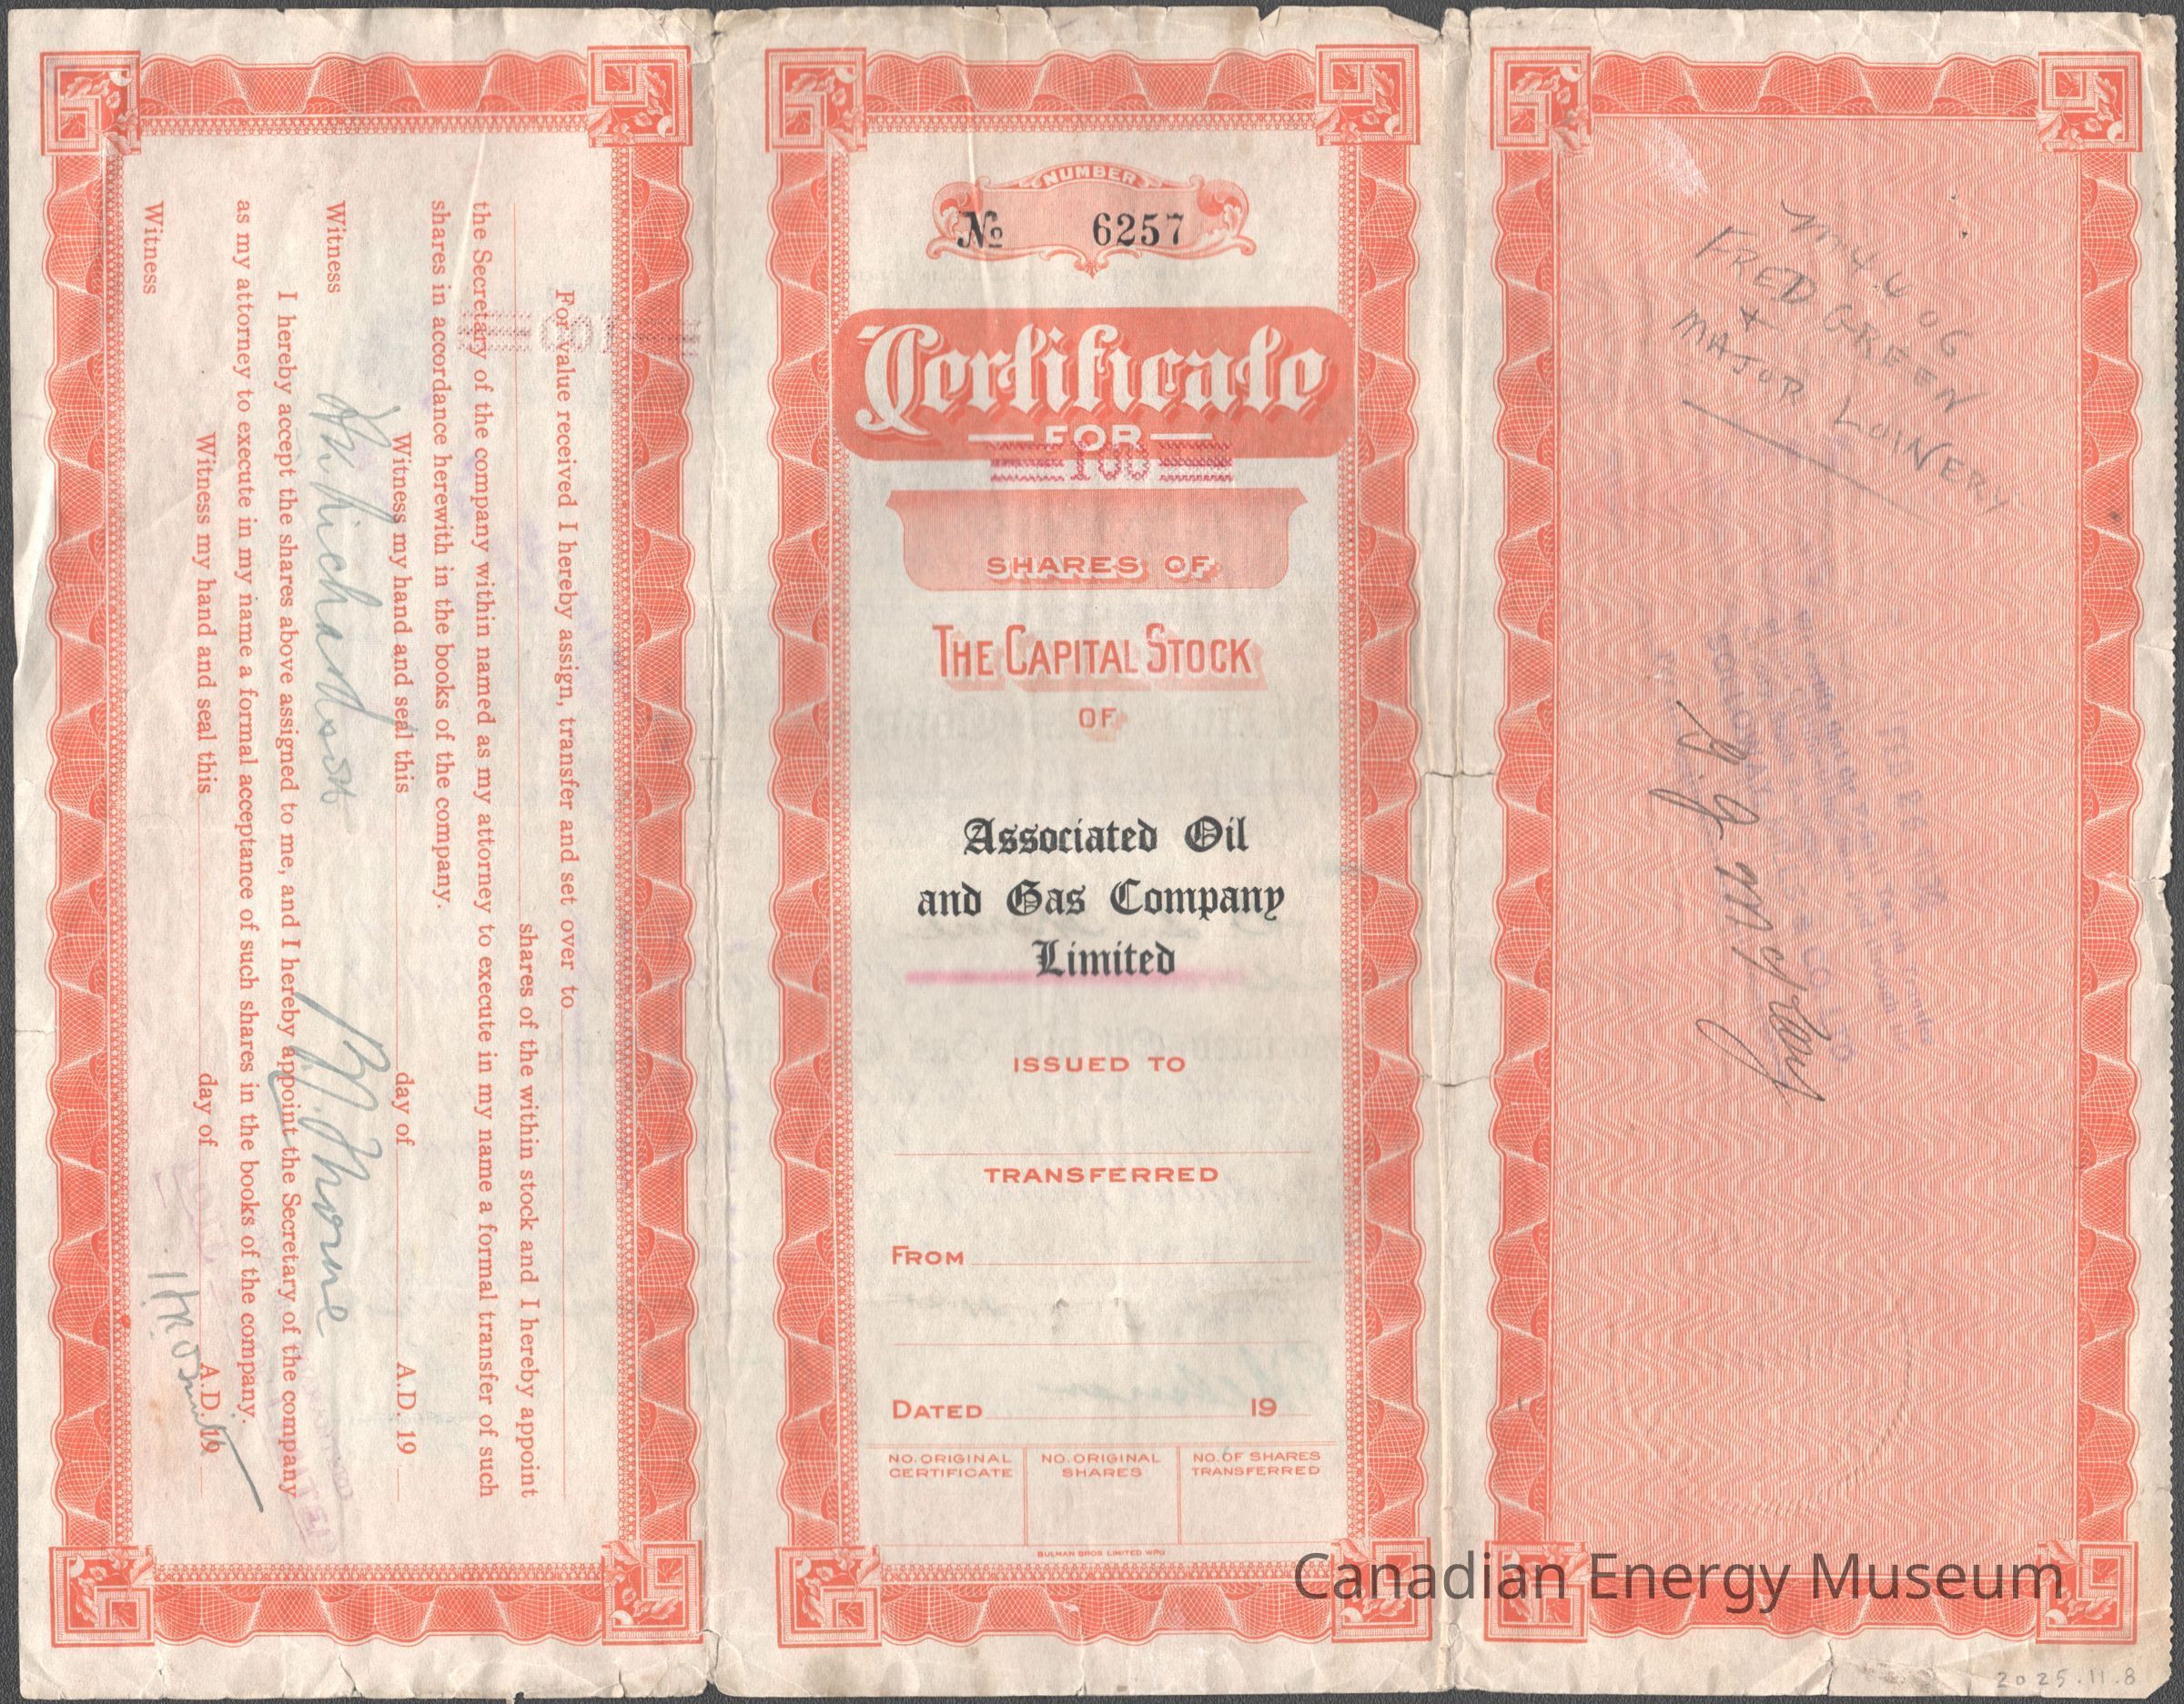 For value received I hereby assign, transfer and set over to
shares of the within stock and I hereby appoint
the Secretary of the company within named as my attorney to execute in my name a formal transfer of such
shares in accordance herewith in the books of the company.
Witness my hand and seal this day of A.D. 19
Witness
I hereby accept the shares above assigned to me, and I hereby appoint the Secretary of the company
as my attorney to execute in my name a formal acceptance of such shares in the books of the company.
Witness my hand and seal this day of A.D. 19
Witness
NUMBER
No 6257
Certificate
FOR
100
SHARES OF
THE CAPITAL STOCK
OF
Associated Oil
and Gas Company
Limited
ISSUED TO
TRANSFERRED
FROM
DATED 19
NO. ORIGINAL CERTIFICATE
NO. ORIGINAL SHARES
NO. OF SHARES TRANSFERRED
BULMAN BROS LIMITED WPG
FRED GREEN
+
MAJOR
Canadian Energy Museum
2025.11.8